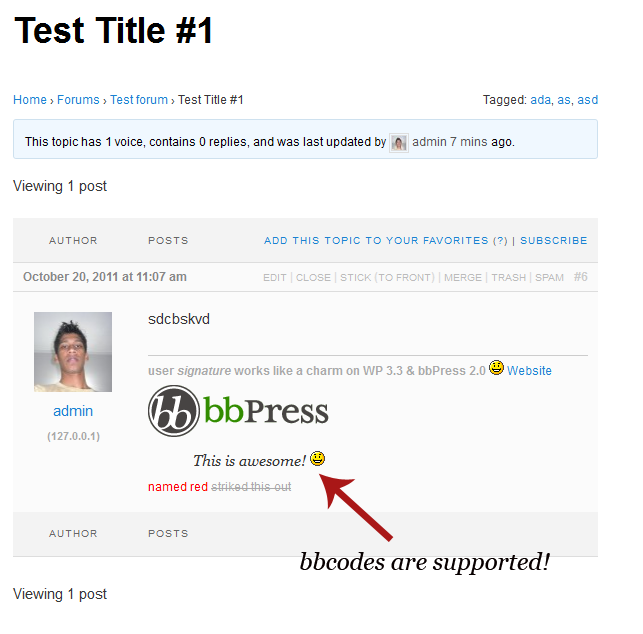 Test Title #1
Home › Forums › Test forum › Test Title #1 Tagged: ada, as, asd
This topic has 1 voice, contains 0 replies, and was last updated by admin 7 mins ago.
Viewing 1 post
AUTHOR POSTS ADD THIS TOPIC TO YOUR FAVORITES (?) | SUBSCRIBE
October 20, 2011 at 11:07 am EDIT | CLOSE | STICK (TO FRONT) | MERGE | TRASH | SPAM #6
sdcbskvd
user signature works like a charm on WP 3.3 & bbPress 2.0 Website
bb bbPress
admin
(127.0.0.1)
This is awesome!
named red striked this out
AUTHOR POSTS
bbcodes are supported!
Viewing 1 post